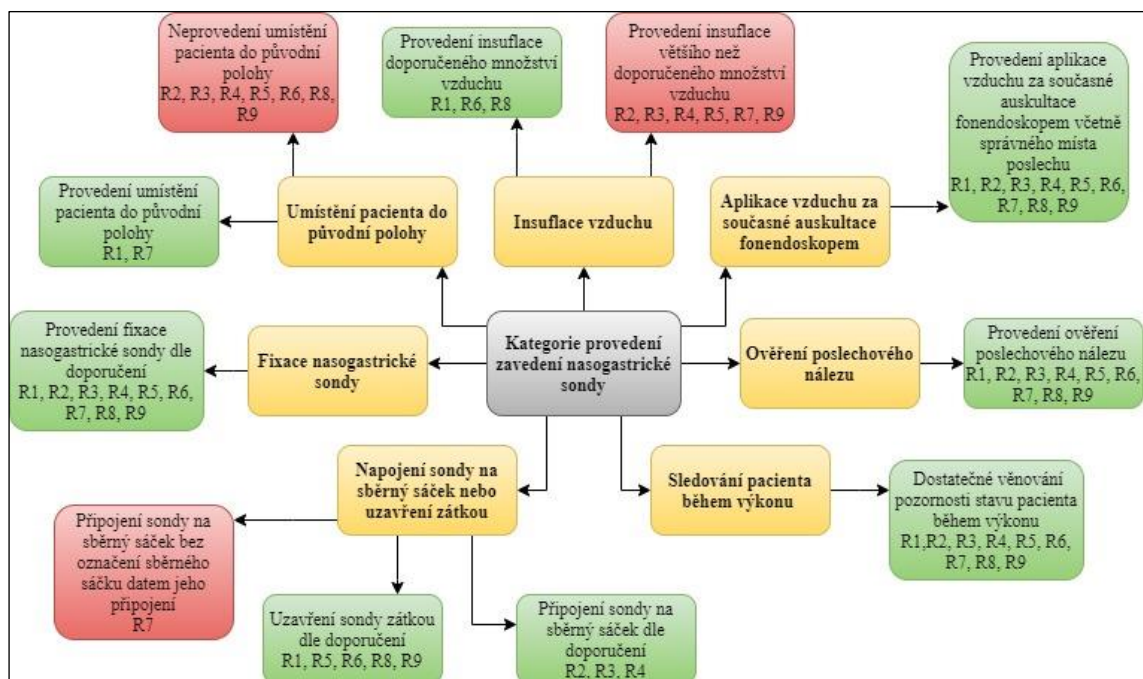 Neprovedení umístění
pacienta do původní
polohy
R2, R3, R4, R5, R6, R8,
R9
Provedení insuflace
doporučeného množství
vzduchu
R1, R6, R8
Provedení insuflace
většího než
doporučeného množství
vzduchu
R2, R3, R4, R5, R7, R9
Provedení aplikace
vzduchu za současné
auskultace
fonendoskopem včetně
správného místa
poslechu
R1, R2, R3, R4, R5, R6,
R7, R8, R9
Provedení umístění
pacienta do původní
polohy
R1, R7
Umístění pacienta do
původní polohy
Insuflace vzduchu
Aplikace vzduchu za
současné auskultace
fonendoskopem
Provedení fixace
nasogastrické sondy dle
doporučení
R1, R2, R3, R4, R5, R6,
R7, R8, R9
Fixace nasogastrické
sondy
Kategorie provedení
zavedení nasogastrické
sondy
Ověření poslechového
nálezu
Provedení ověření
poslechového nálezu
R1, R2, R3, R4, R5, R6,
R7, R8, R9
Napojení sondy na
sběrný sáček nebo
uzavření zátkou
Sledování pacienta
během výkonu
Dostatečné věnování
pozornosti stavu pacienta
během výkonu
R1,R2, R3, R4, R5, R6,
R7, R8, R9
Připojení sondy na
sběrný sáček bez
označení sběrného
sáčku datem jeho
připojení
R7
Uzavření sondy zátkou
dle doporučení
R1, R5, R6, R8, R9
Připojení sondy na
sběrný sáček dle
doporučení
R2, R3, R4